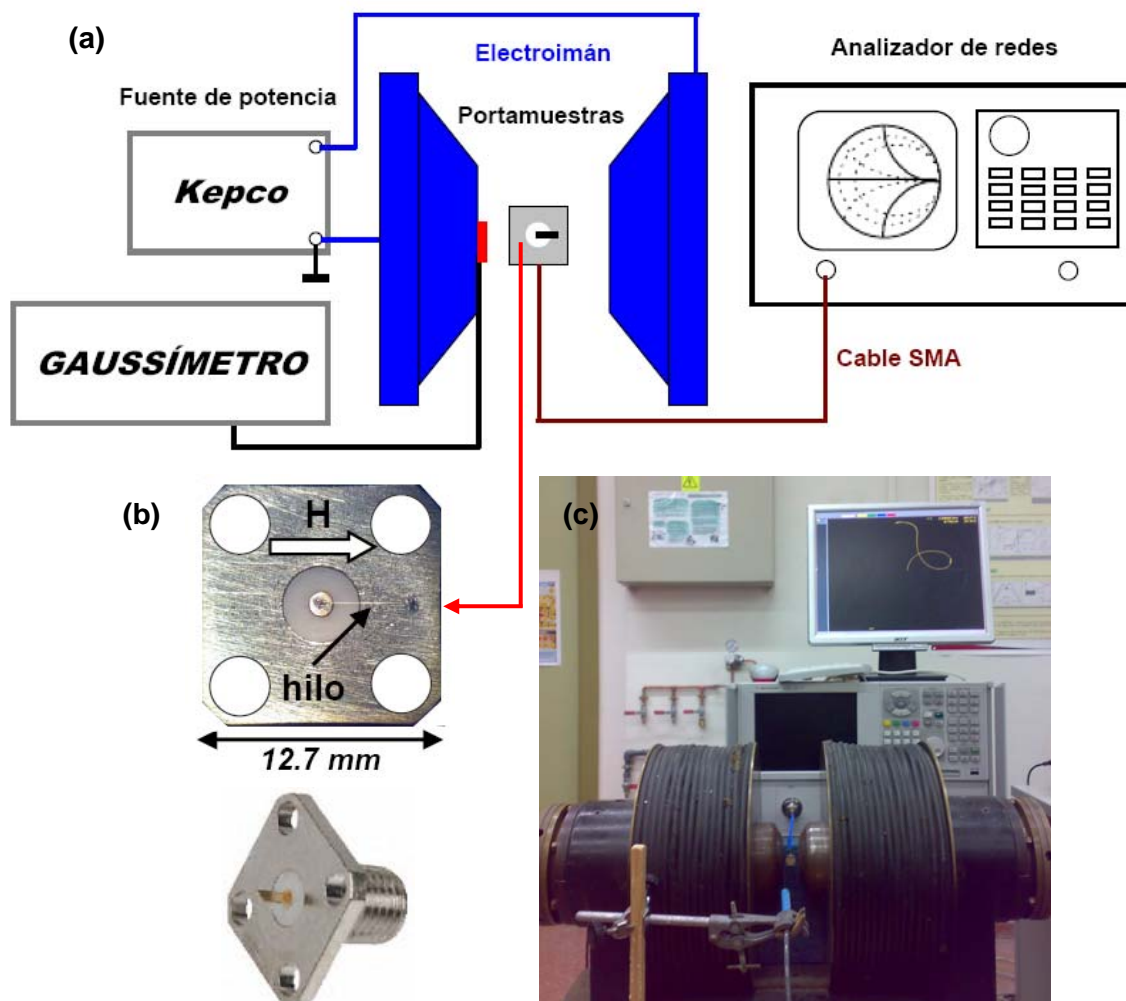 (a)
Electroimán
Analizador de redes
Fuente de potencia
Portamuestras
Kepco
GAUSSÍMETRO
Cable SMA
(b)
H
hilo
12.7 mm
(c)